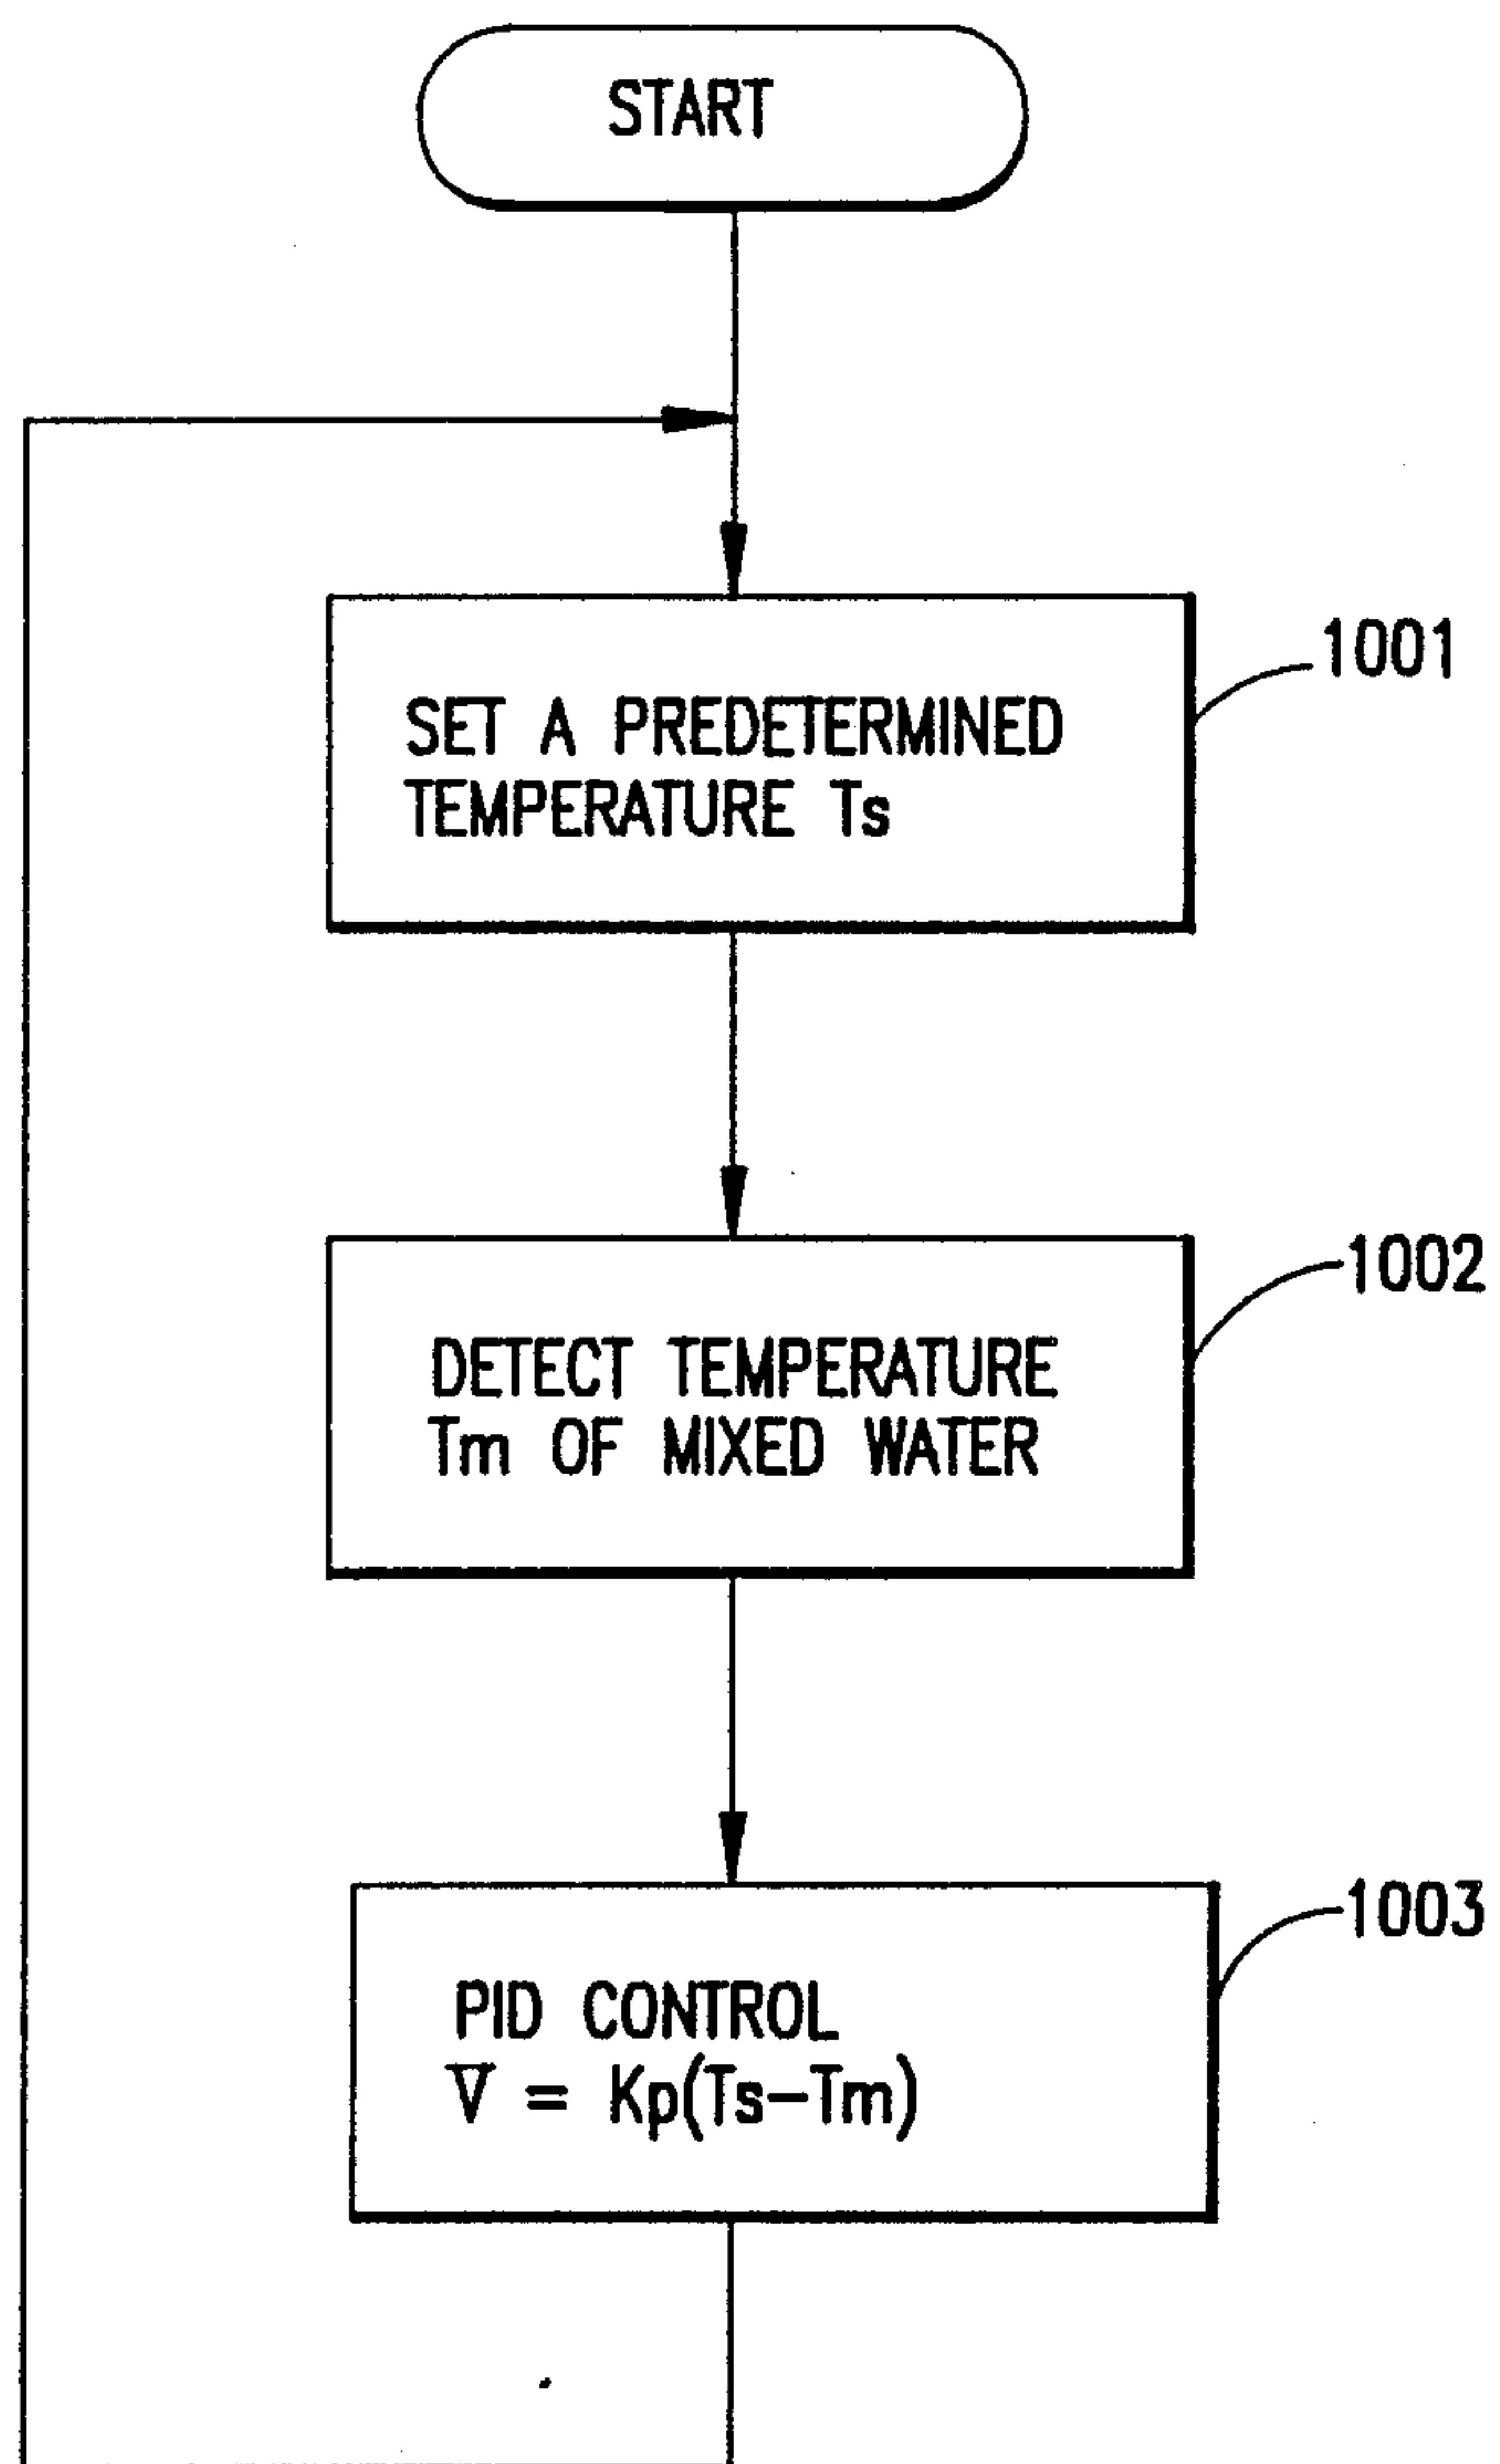 START
1001
SET A PREDETERMINED
TEMPERATURE Ts
1002
DETECT TEMPERATURE
Tm OF MIXED WATER
1003
PID CONTROL
V = Kp(Ts-Tm)